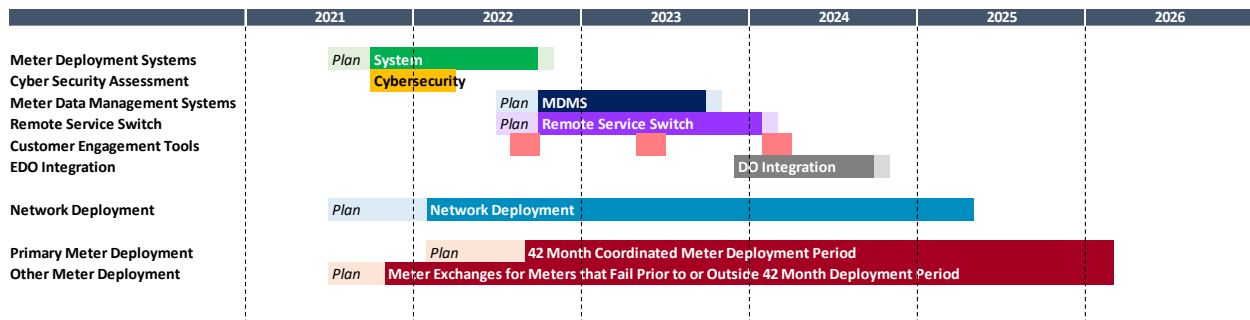 2021 2022 2023 2024 2025 2026
Meter Deployment Systems Plan System
Cyber Security Assessment Cybersecurity
Meter Data Management Systems Plan MDMS
Remote Service Switch Plan Remote Service Switch
Customer Engagement Tools
EDO Integration DO Integration
Network Deployment Plan Network Deployment
Primary Meter Deployment Plan 42 Month Coordinated Meter Deployment Period
Other Meter Deployment Plan Meter Exchanges for Meters that Fail Prior to or Outside 42 Month Deployment Period